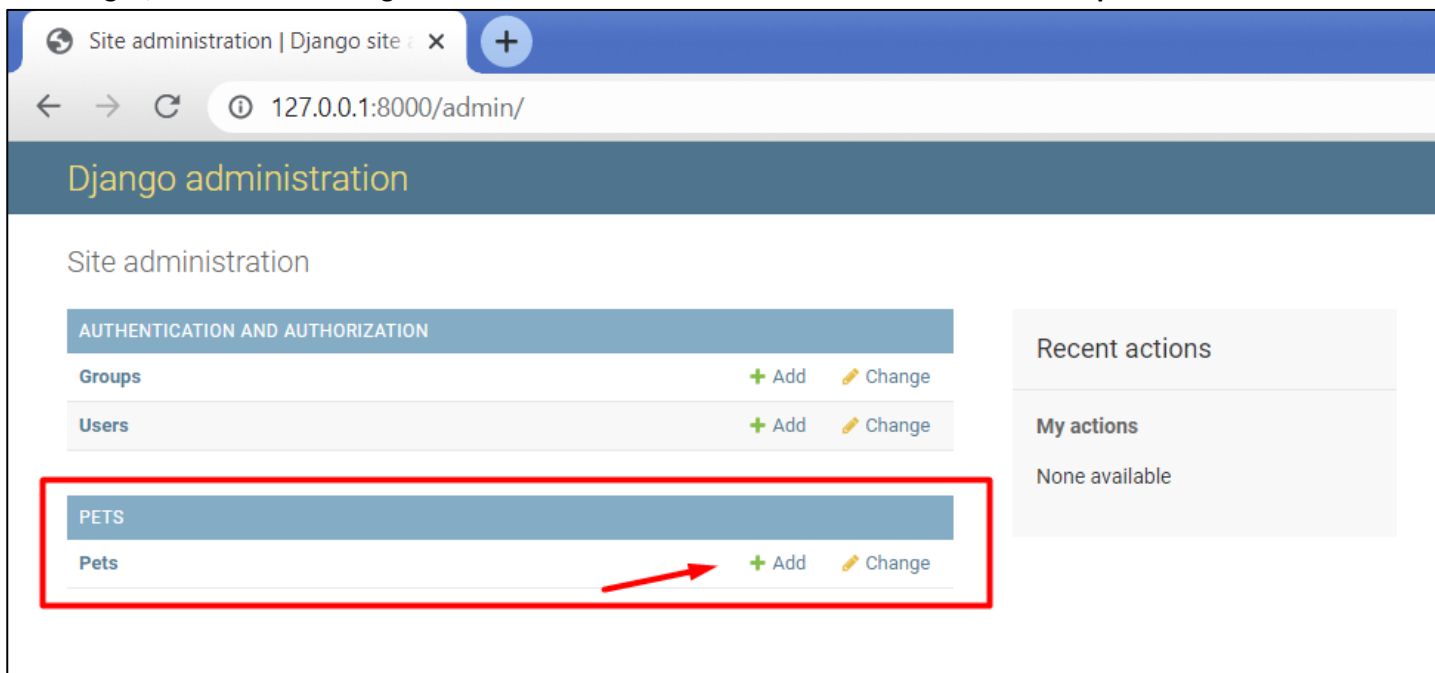 Site administration | Django site a
127.0.0.1:8000/admin/
Django administration
Site administration
AUTHENTICATION AND AUTHORIZATION
Groups + Add Change
Users + Add Change
PETS
Pets + Add Change
Recent actions
My actions
None available